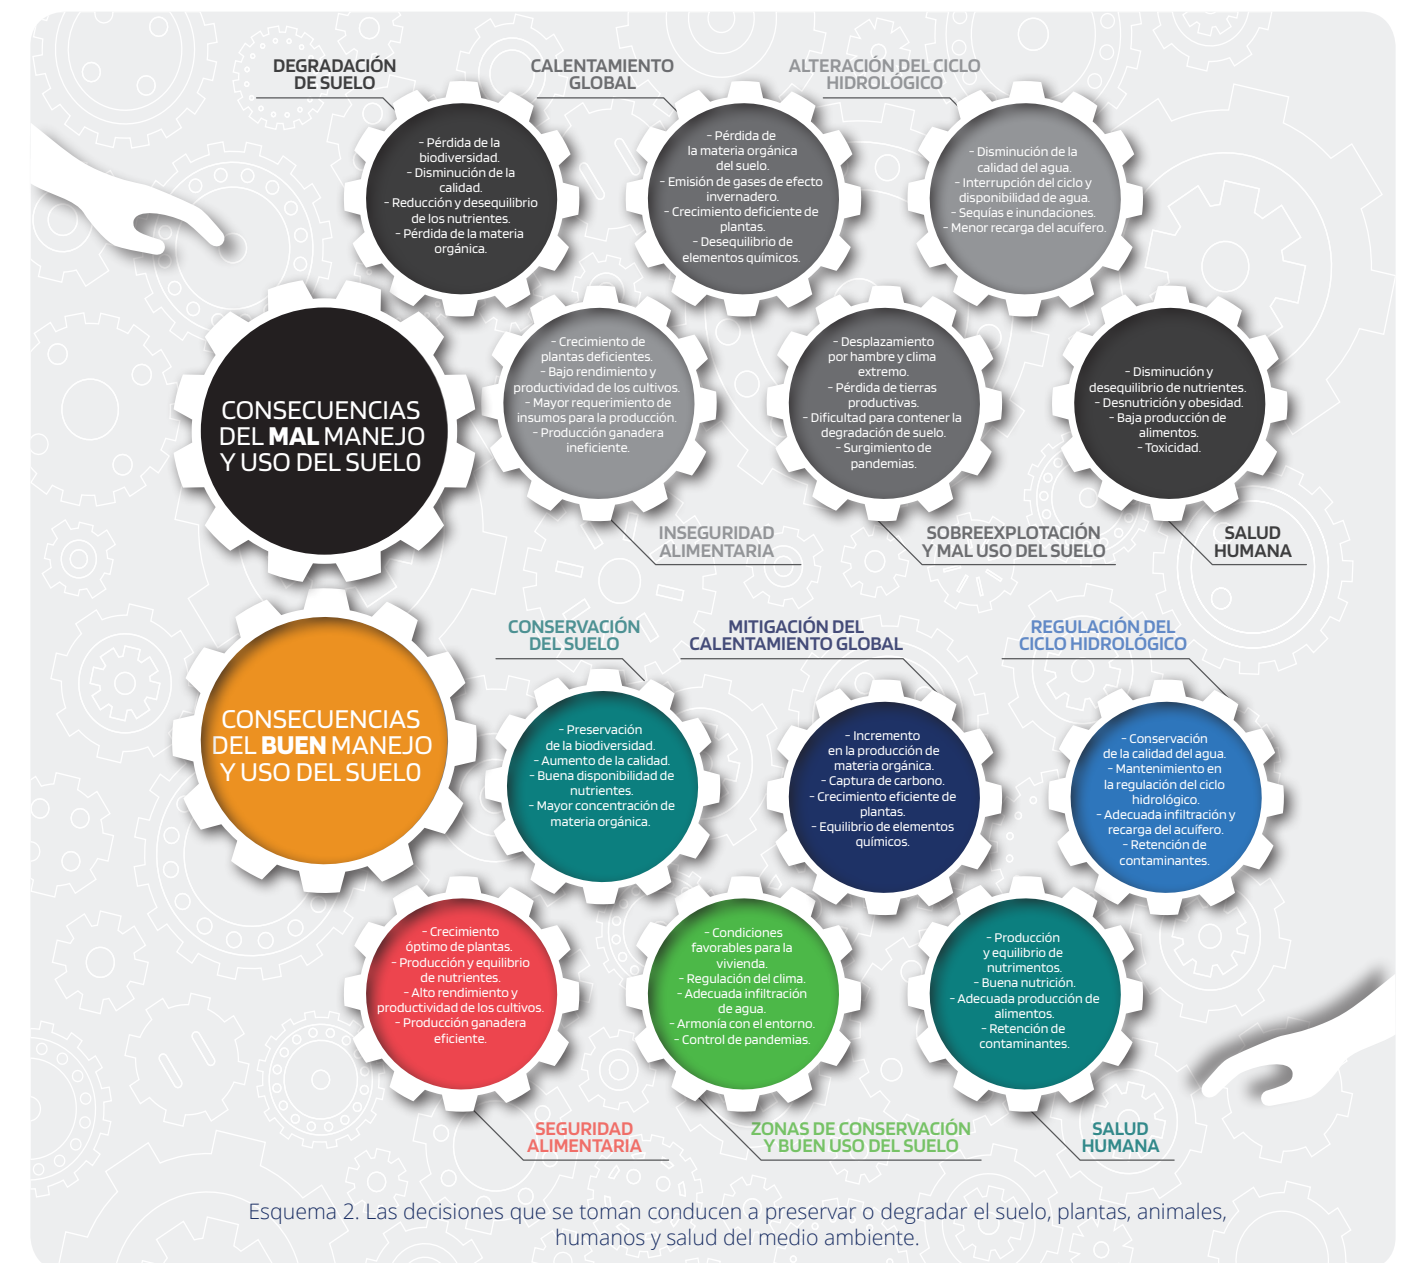 DEGRADACIÓN
DE SUELO
- Pérdida de la
biodiversidad.
- Disminución de la
calidad.
- Reducción y desequilibrio
de los nutrientes.
- Pérdida de la materia
orgánica.
CALENTAMIENTO
GLOBAL
- Pérdida de
la materia orgánica
del suelo.
- Emisión de gases de efecto
invernadero.
- Crecimiento deficiente de
plantas.
- Desequilibrio de
elementos químicos.
ALTERACIÓN DEL CICLO
HIDROLÓGICO
- Disminución de la
calidad del agua.
- Interrupción del ciclo y
disponibilidad de agua.
- Sequías e inundaciones.
- Menor recarga del acuífero.
CONSECUENCIAS
DEL MAL MANEJO
Y USO DEL SUELO
- Crecimiento de
plantas deficientes.
- Bajo rendimiento y
productividad de los cultivos.
- Mayor requerimiento de
insumos para la producción.
- Producción ganadera
ineficiente.
INSEGURIDAD
ALIMENTARIA
- Desplazamiento
por hambre y clima
extremo.
- Pérdida de tierras
productivas.
- Dificultad para contener la
degradación de suelo.
- Surgimiento de
pandemias.
SOBREEXPLOTACIÓN
Y MAL USO DEL SUELO
- Disminución y
desequilibrio de nutrientes.
- Desnutrición y obesidad.
- Baja producción de
alimentos.
- Toxicidad.
SALUD
HUMANA
CONSECUENCIAS
DEL BUEN MANEJO
Y USO DEL SUELO
CONSERVACIÓN
DEL SUELO
- Preservación
de la biodiversidad.
- Aumento de la calidad.
- Buena disponibilidad de
nutrientes.
- Mayor concentración de
materia orgánica.
MITIGACIÓN DEL
CALENTAMIENTO GLOBAL
- Incremento
en la producción de
materia orgánica.
- Captura de carbono.
- Crecimiento eficiente de
plantas.
- Equilibrio de elementos
químicos.
REGULACIÓN DEL
CICLO HIDROLÓGICO
- Conservación
de la calidad del agua.
- Mantenimiento en
la regulación del ciclo
hidrológico.
- Adecuada infiltración y
recarga del acuífero.
- Retención de
contaminantes.
- Crecimiento
óptimo de plantas.
- Producción y equilibrio
de nutrientes.
- Alto rendimiento y
productividad de los cultivos.
- Producción ganadera
eficiente.
SEGURIDAD
ALIMENTARIA
- Condiciones
favorables para la
vivienda.
- Regulación del clima.
- Adecuada infiltración
de agua.
- Armonía con el entorno.
- Control de pandemias.
ZONAS DE CONSERVACIÓN
Y BUEN USO DEL SUELO
- Producción
y equilibrio de
nutrimentos.
- Buena nutrición.
- Adecuada producción de
alimentos.
- Retención de
contaminantes.
SALUD
HUMANA
Esquema 2. Las decisiones que se toman conducen a preservar o degradar el suelo, plantas, animales,
humanos y salud del medio ambiente.